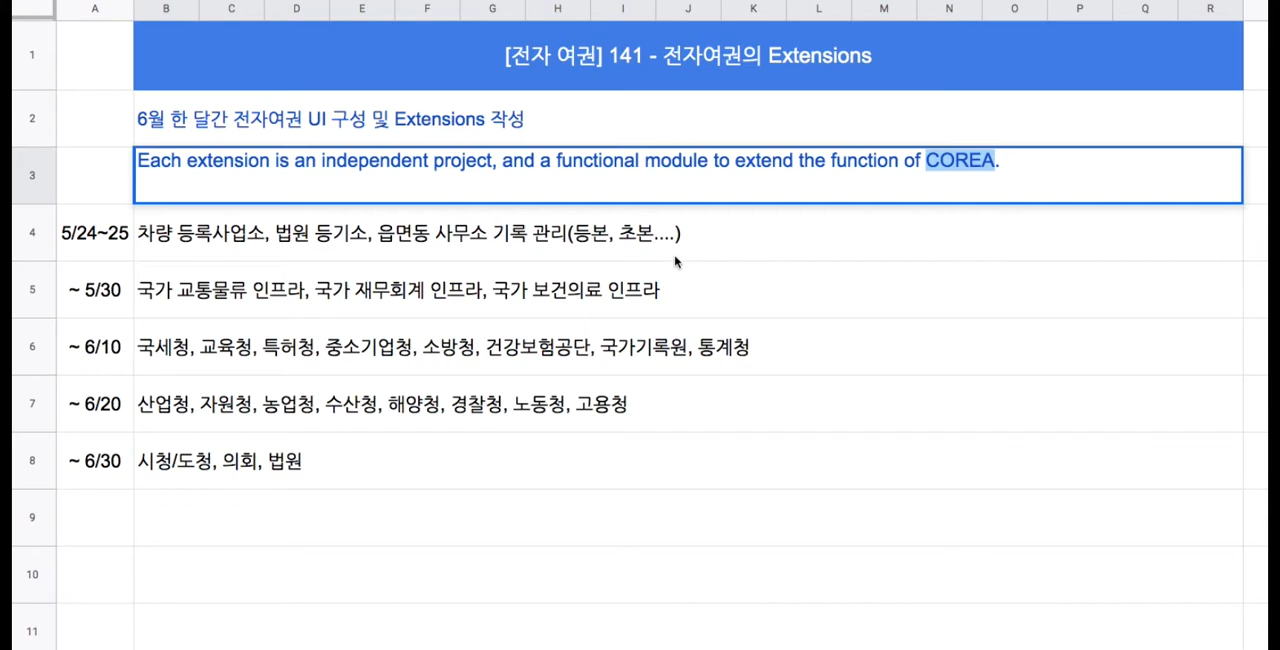 A B C D E F G H I J K L M N O P Q R
1 [전자 여권] 141 - 전자여권의 Extensions
2 6월 한 달간 전자여권 UI 구성 및 Extensions 작성
3 Each extension is an independent project, and a functional module to extend the function of COREA.
4 5/24~25 차량 등록사업소, 법원 등기소, 읍면동 사무소 기록 관리(등본, 초본....)
5 ~ 5/30 국가 교통물류 인프라, 국가 재무회계 인프라, 국가 보건의료 인프라
6 ~ 6/10 국세청, 교육청, 특허청, 중소기업청, 소방청, 건강보험공단, 국가기록원, 통계청
7 ~ 6/20 산업청, 자원청, 농업청, 수산청, 해양청, 경찰청, 노동청, 고용청
8 ~ 6/30 시청/도청, 의회, 법원
9
10
11